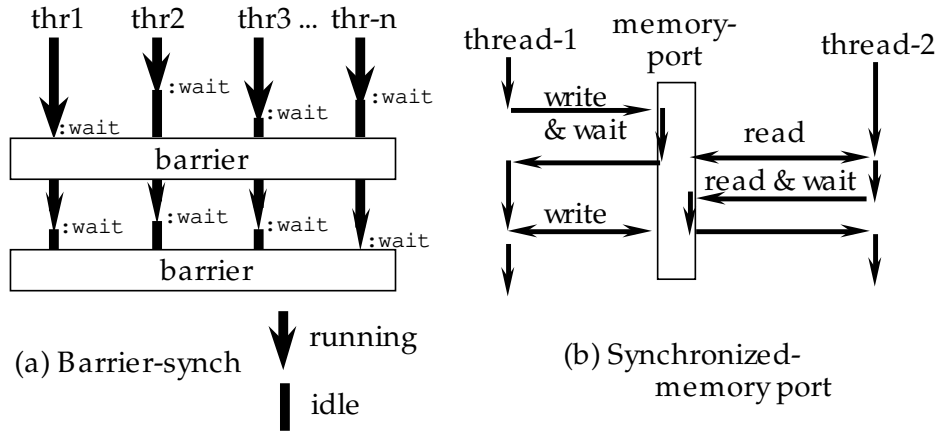 thr1 thr2 thr3 ... thr-n
:wait
:wait
:wait
:wait
barrier
:wait
:wait
:wait
:wait
barrier
running
(a) Barrier-synch
idle
thread-1
memory-
port
thread-2
write
& wait
read
read & wait
write
(b) Synchronized-
memory port